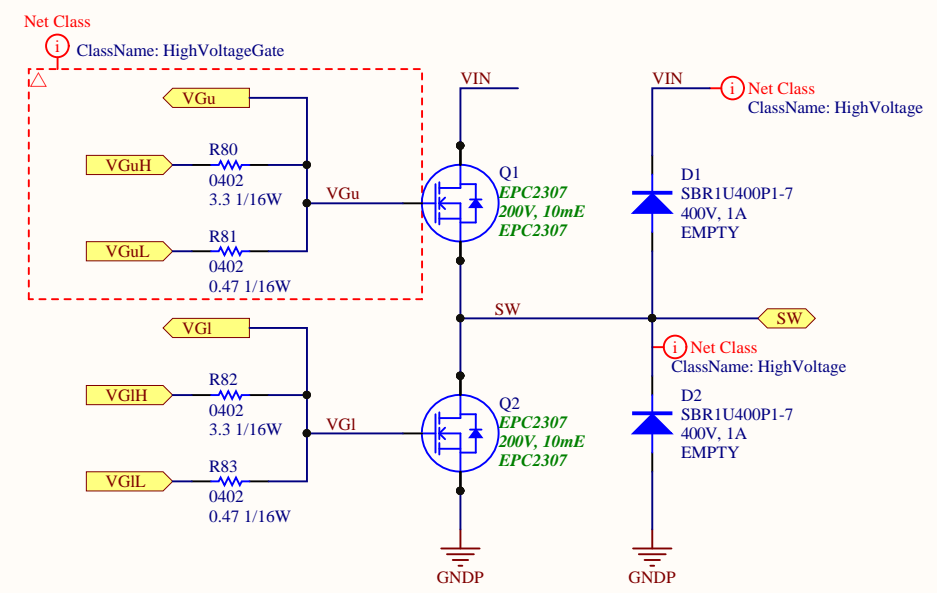 Net Class
i
ClassName: HighVoltageGate
VGu
VGuH
R80
0402
3.3 1/16W
VGu
VGuL
R81
0402
0.47 1/16W
VIN
Q1
EPC2307
200V, 10mE
EPC2307
VIN
i
Net Class
ClassName: HighVoltage
D1
SBR1U400P1-7
400V, 1A
EMPTY
SW
SW
VGl
VGlH
R82
0402
3.3 1/16W
VGl
VGlL
R83
0402
0.47 1/16W
Q2
EPC2307
200V, 10mE
EPC2307
i
Net Class
ClassName: HighVoltage
D2
SBR1U400P1-7
400V, 1A
EMPTY
GNDP
GNDP